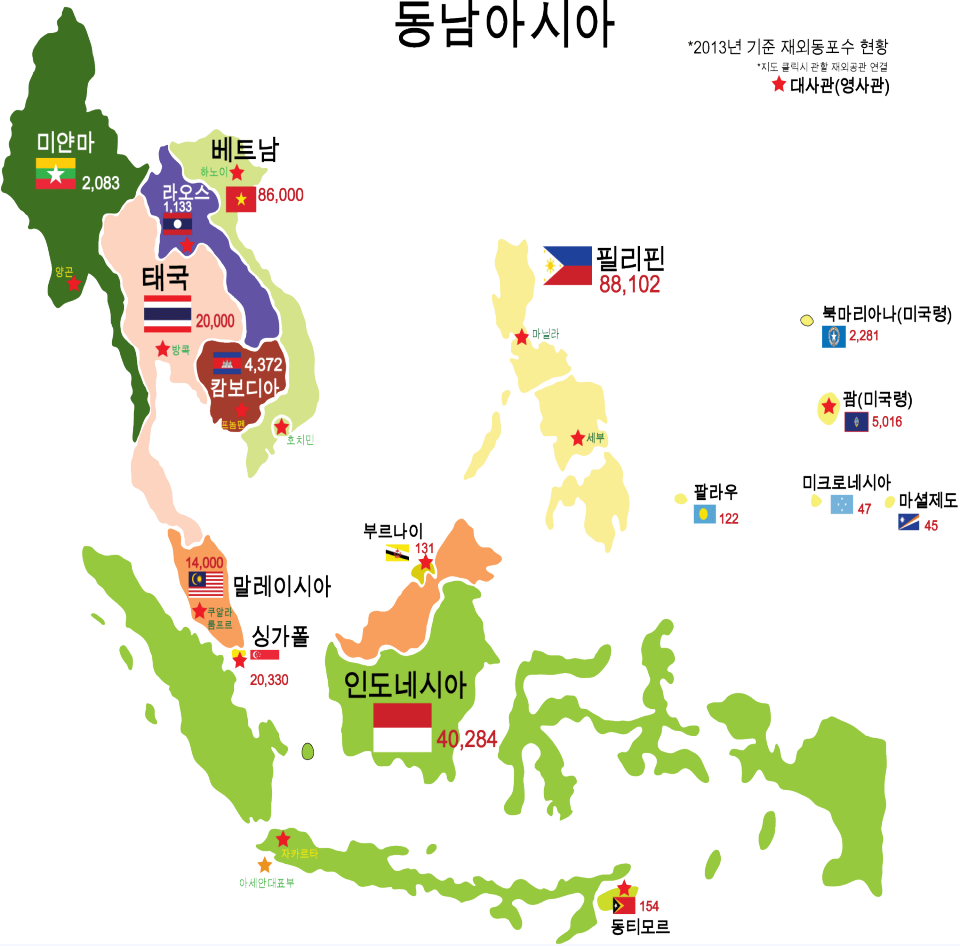 동남아시아
*2013년 기준 재외동포수 현황
*지도 클릭시 관할 재외공관 연결
대사관(영사관)
미얀마
2,083
양곤
베트남
하노이
86,000
호치민
라오스
1,133
태국
20,000
방콕
4,372
캄보디아
프놈펜
필리핀
88,102
마닐라
세부
북마리아나(미국령)
2,281
괌(미국령)
5,016
팔라우
122
미크로네시아
47
마셜제도
45
부르나이
131
14,000
말레이시아
쿠알라
룸프르
싱가폴
20,330
인도네시아
40,284
자카르타
아세안대표부
154
동티모르